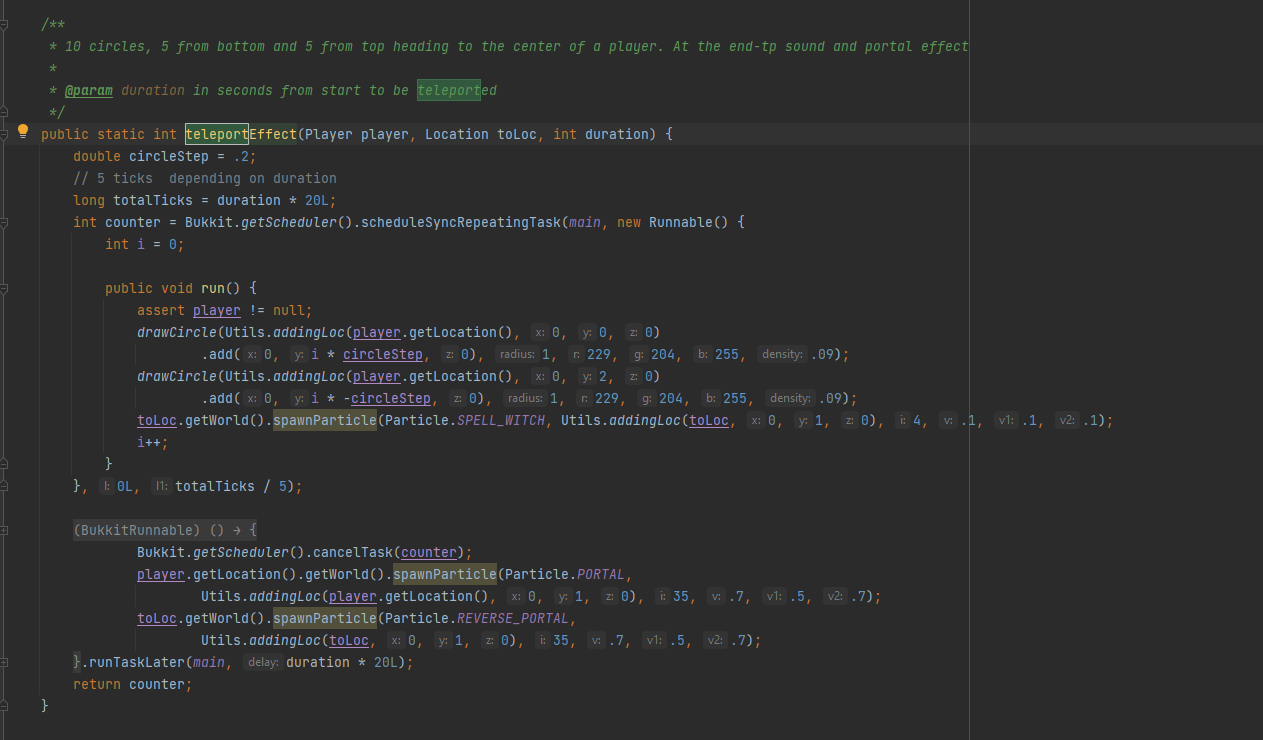 /**
* 10 circles, 5 from bottom and 5 from top heading to the center of a player. At the end-tp sound and portal effect
*
* @param duration in seconds from start to be teleported
*/
public static int teleportEffect(Player player, Location toLoc, int duration) {
double circleStep = .2;
// 5 ticks  depending on duration
long totalTicks = duration * 20L;
int counter = Bukkit.getScheduler().scheduleSyncRepeatingTask(main, new Runnable() {
int i = 0;
public void run() {
assert player != null;
drawCircle(Utils.addingLoc(player.getLocation(), x: 0, y: 0, z: 0)
.add( x: 0, y: i * circleStep, z: 0), radius: 1, r: 229, g: 204, b: 255, density: .09);
drawCircle(Utils.addingLoc(player.getLocation(), x: 0, y: 2, z: 0)
.add( x: 0, y: i * -circleStep, z: 0), radius: 1, r: 229, g: 204, b: 255, density: .09);
toLoc.getWorld().spawnParticle(Particle.SPELL_WITCH, Utils.addingLoc(toLoc, x: 0, y: 1, z: 0), i: 4, v: .1, v1: .1, v2: .1);
i++;
}
}, l: 0L, l1: totalTicks / 5);
(BukkitRunnable) () → {
Bukkit.getScheduler().cancelTask(counter);
player.getLocation().getWorld().spawnParticle(Particle.PORTAL,
Utils.addingLoc(player.getLocation(), x: 0, y: 1, z: 0), i: 35, v: .7, v1: .5, v2: .7);
toLoc.getWorld().spawnParticle(Particle.REVERSE_PORTAL,
Utils.addingLoc(toLoc, x: 0, y: 1, z: 0), i: 35, v: .7, v1: .5, v2: .7);
}.runTaskLater(main, delay: duration * 20L);
return counter;
}